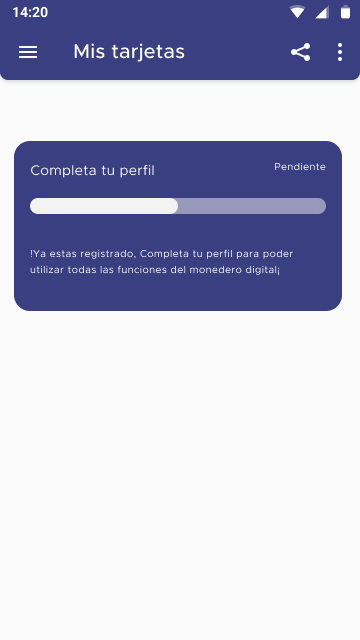 14:20
Mis tarjetas
Completa tu perfil
Pendiente
!Ya estas registrado, Completa tu perfil para poder
utilizar todas las funciones del monedero digital¡